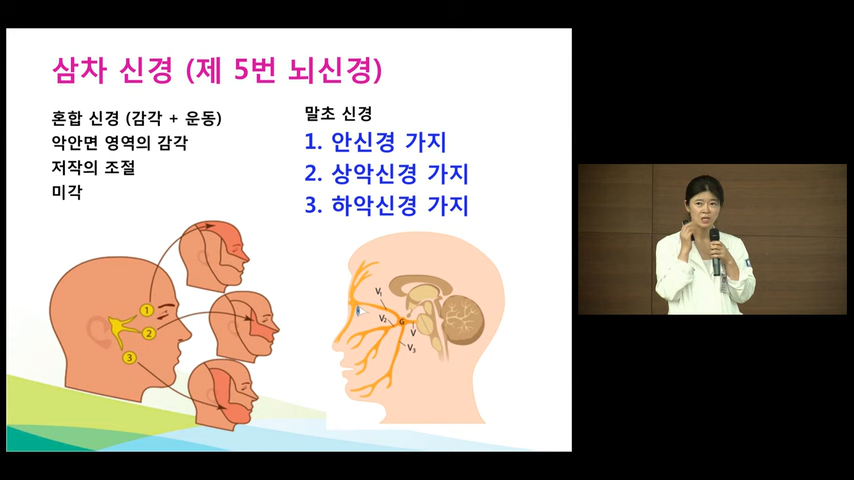 삼차 신경 (제 5번 뇌신경)
혼합 신경 (감각 + 운동)
악안면 영역의 감각
저작의 조절
미각
말초 신경
1. 안신경 가지
2. 상악신경 가지
3. 하악신경 가지
1
2
3
V1
V2
G
V
V3